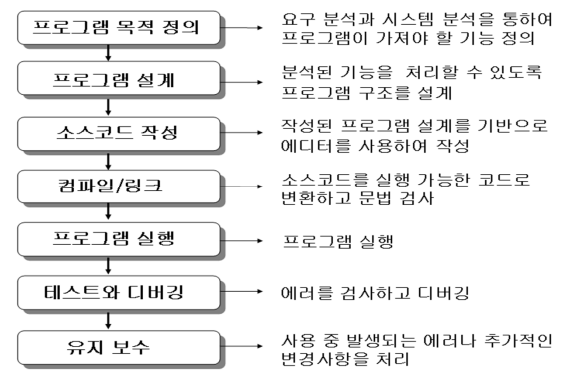 프로그램 목적 정의
요구 분석과 시스템 분석을 통하여
프로그램이 가져야 할 기능 정의
프로그램 설계
분석된 기능을 처리할 수 있도록
프로그램 구조를 설계
소스코드 작성
작성된 프로그램 설계를 기반으로
에디터를 사용하여 작성
컴파일/링크
소스코드를 실행 가능한 코드로
변환하고 문법 검사
프로그램 실행
프로그램 실행
테스트와 디버깅
에러를 검사하고 디버깅
유지 보수
사용 중 발생되는 에러나 추가적인
변경사항을 처리